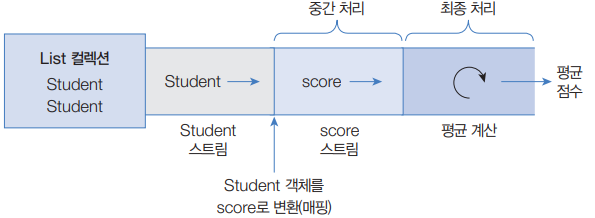 중간 처리
최종 처리
List 컬렉션
Student
Student
Student
score
평균
점수
Student
스트림
score
스트림
평균 계산
Student 객체를
score로 변환(매핑)